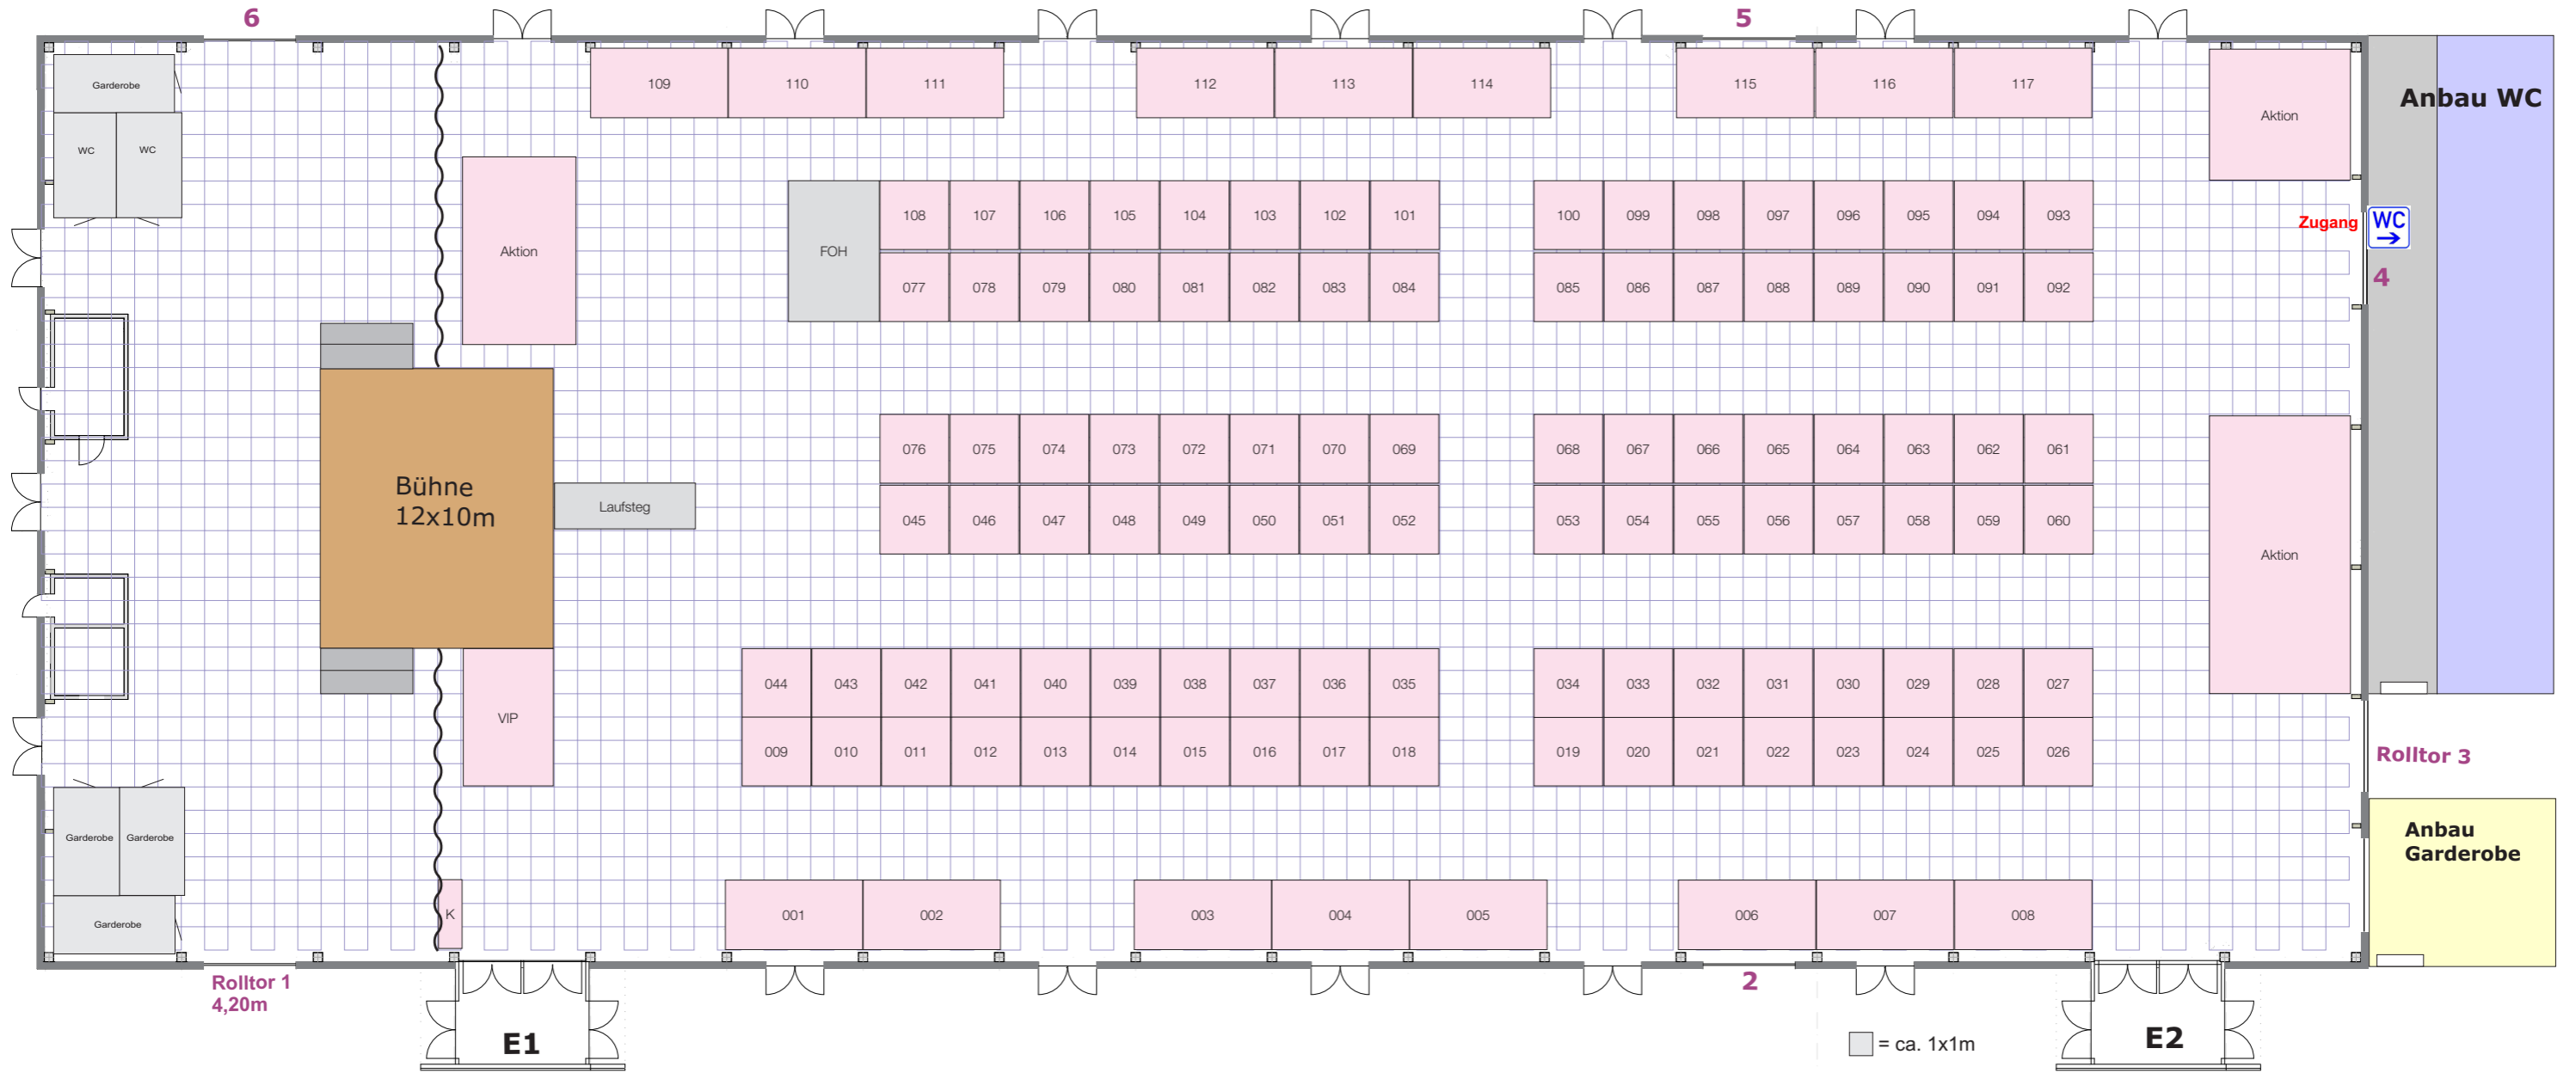 6
5
Garderobe
109 110 111 112 113 114 115 116 117
Anbau WC
Aktion
WC WC
108 107 106 105 104 103 102 101 100 099 098 097 096 095 094 093
Zugang WC
Aktion FOH
4
077 078 079 080 081 082 083 084 085 086 087 088 089 090 091 092
076 075 074 073 072 071 070 069 068 067 066 065 064 063 062 061
Bühne
12x10m
Laufsteg
045 046 047 048 049 050 051 052 053 054 055 056 057 058 059 060
Aktion
044 043 042 041 040 039 038 037 036 035 034 033 032 031 030 029 028 027
VIP
009 010 011 012 013 014 015 016 017 018 019 020 021 022 023 024 025 026
Rolltor 3
Garderobe Garderobe
Anbau
Garderobe
Garderobe
K
001 002 003 004 005 006 007 008
Rolltor 1
4,20m
2
E1
= ca. 1x1m
E2